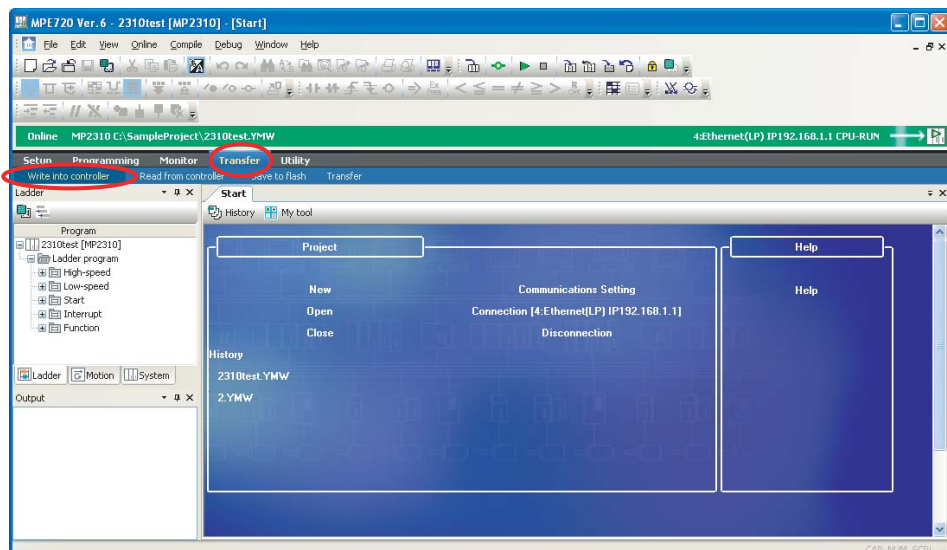 MPE720 Ver.6 - 2310test [MP2310] - [Start]
File Edit View Online Compile Debug Window Help
Online MP2310 C:\SampleProject\2310test.YMW 4:Ethernet(LP) IP192.168.1.1 CPU-RUN
Setup Programming Monitor Transfer Utility
Write into controller Read from controller Save to flash Transfer
Ladder
Start
History My tool
Program
2310test [MP2310]
Ladder program
High-speed
Low-speed
Start
Interrupt
Function
Ladder Motion System
Output
Project
New Communications Setting
Open Connection [4:Ethernet(LP) IP192.168.1.1]
Close Disconnection
History
2310test.YMW
2.YMW
Help
Help
CAP NUM SCRL